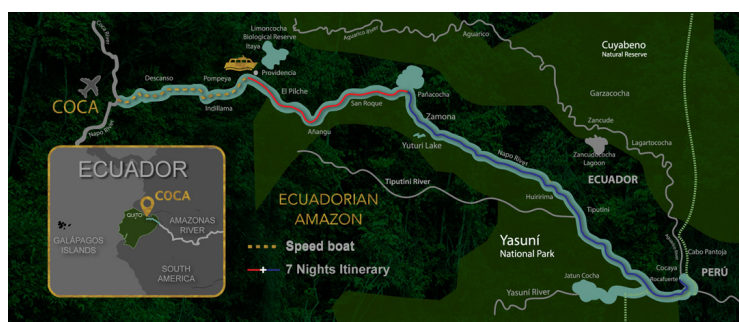 Coca River
Limoncocha
Biological Reserve
Itaya
Aguarico River
Aguarico
Cuyabeno
Natural Reserve
Descanso
Pompeya
Providencia
COCA
Indillama
El Pilche
San Roque
Pañacocha
Garzacocha
Napo River
Añangu
Zamona
Zancude
Yuturi Lake
Napo River
Lagartococha
Zancudococha
Lagoon
ECUADOR
Tiputini River
Huiririma
Tiputini
Yasuní
National Park
Aguarico River
Cabo Pantoja
Cocaya
PERÚ
Rocafuerte
Jatun Cocha
Yasuní River
ECUADOR
COCA
QUITO
AMAZONAS
RIVER
GALÁPAGOS
ISLANDS
SOUTH
AMERICA
ECUADORIAN
AMAZON
Speed boat
7 Nights Itinerary